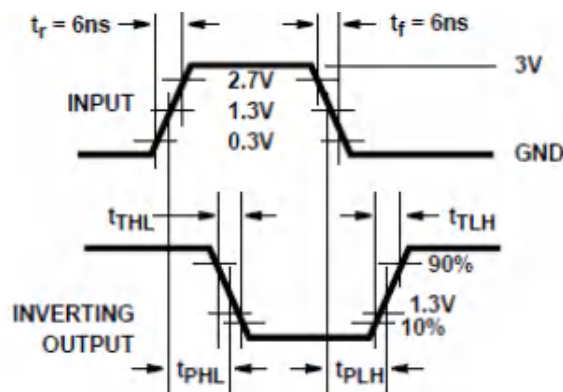 tr = 6ns
tf = 6ns
3V
2.7V
INPUT
1.3V
0.3V
GND
tTHL
tTLH
90%
INVERTING
OUTPUT
1.3V
10%
tPHL
tPLH